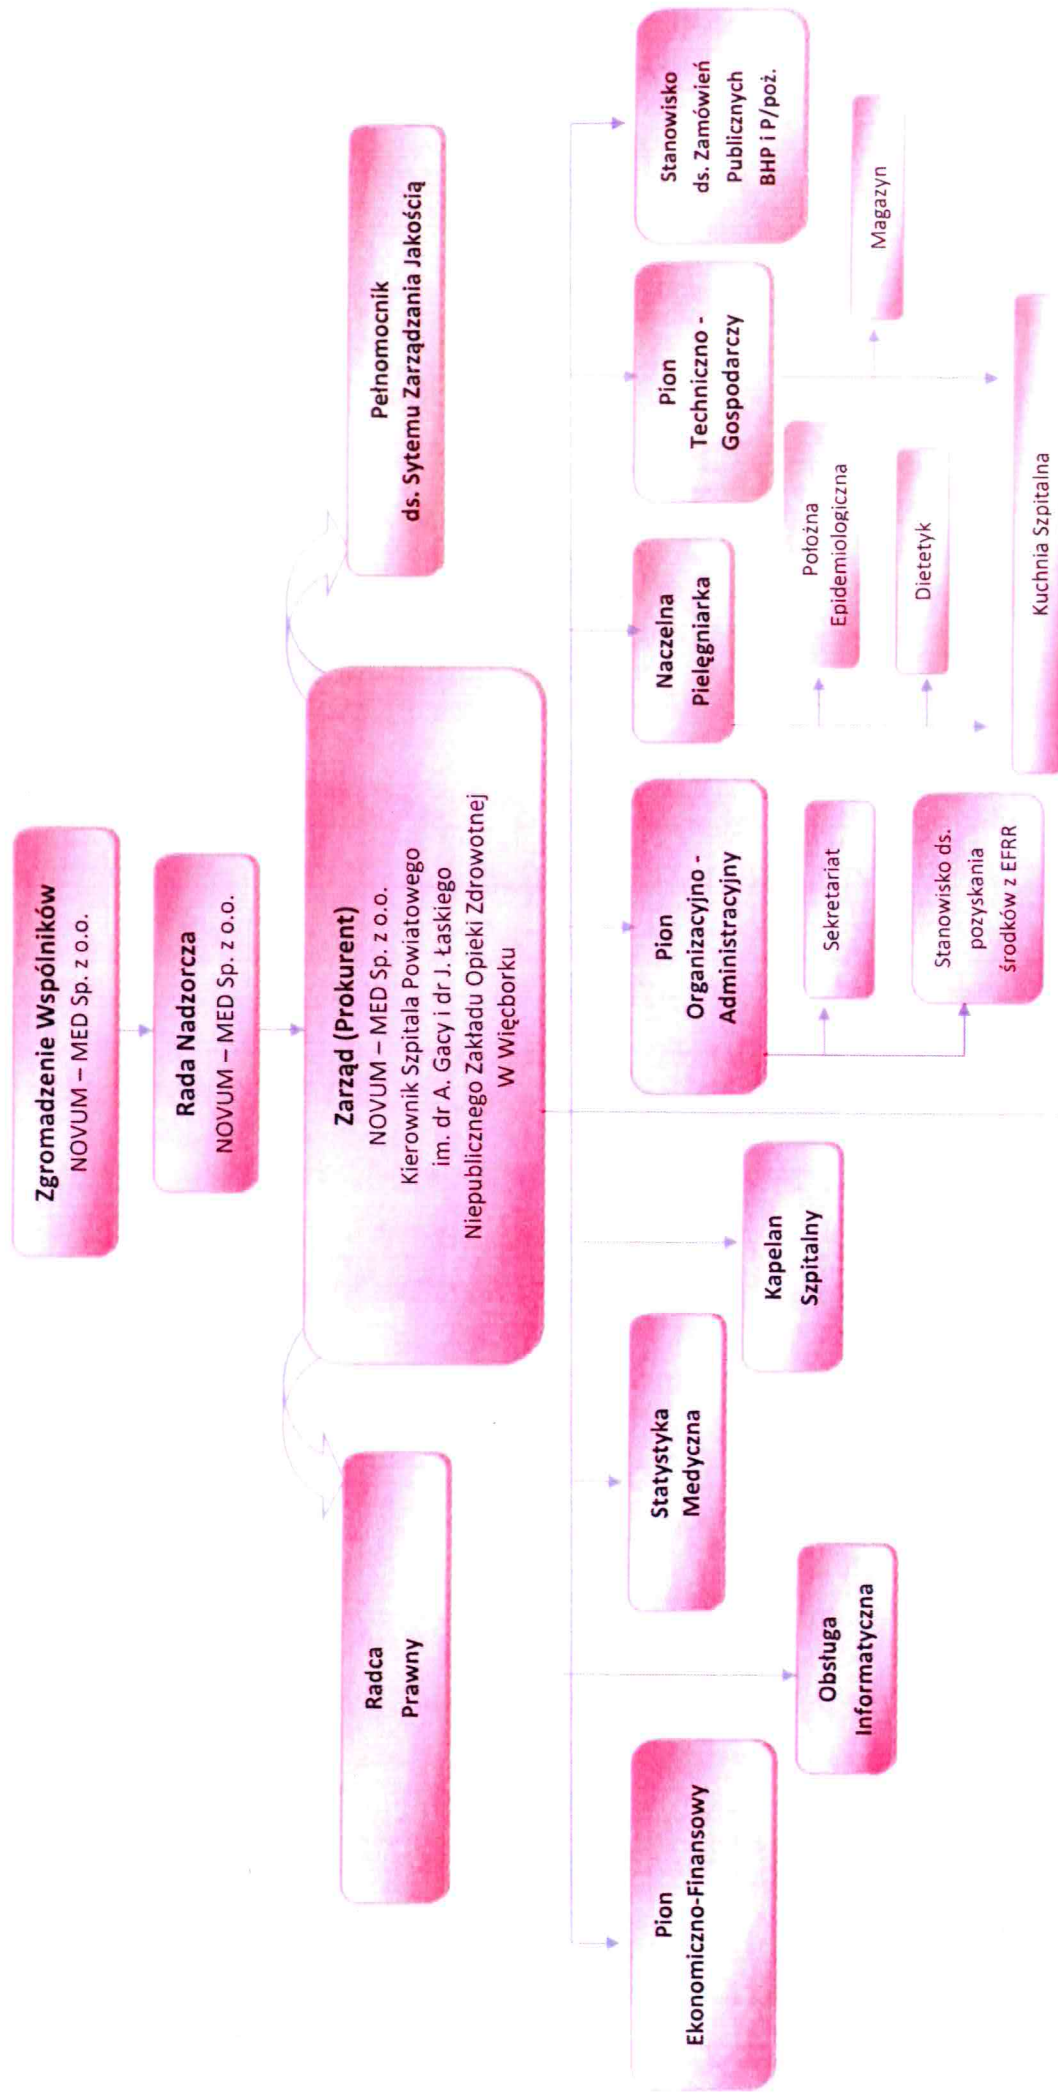 Zgromadzenie Wspólników
NOVUM – MED Sp. z o.o.
Rada Nadzorcza
NOVUM – MED Sp. z o.o.
Zarząd (Prokurent)
NOVUM – MED Sp. z o.o.
Kierownik Szpitala Powiatowego
im. dr A. Gacy i dr J. Łaskiego
Niepublicznego Zakładu Opieki Zdrowotnej
W Więcborku
Radca
Prawny
Pełnomocnik
ds. Sytemu Zarządzania Jakością
Pion
Ekonomiczno-Finansowy
Obsługa
Informatyczna
Statystyka
Medyczna
Kapelan
Szpitalny
Pion
Organizacyjno -
Administracyjny
Sekretariat
Stanowisko ds.
pozyskania
środków z EFRR
Naczelna
Pielęgniarka
Położna
Epidemiologiczna
Dietetyk
Kuchnia Szpitalna
Pion
Techniczno -
Gospodarczy
Magazyn
Stanowisko
ds. Zamówień
Publicznych
BHP i P/poż.